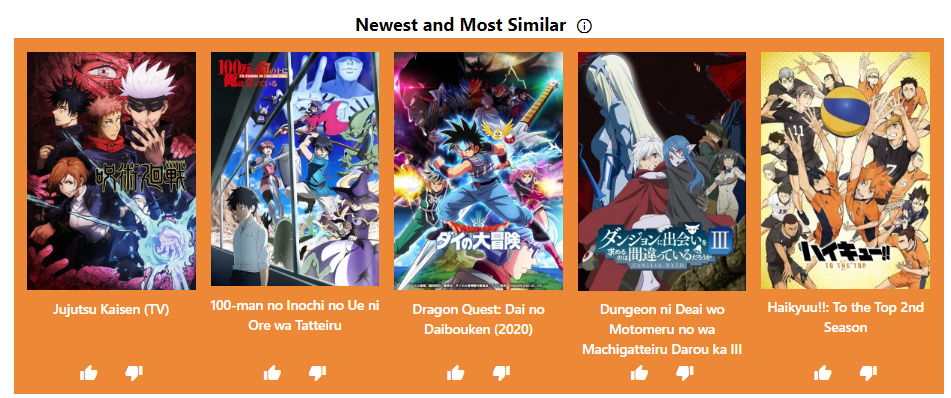 Newest and Most Similar
呪術廻戦
100万の命の上に
俺は立っている
DRAGON QUEST
ダイの大冒険
ダンジョンに出会いを
求めるのは間違っているだろうか
III
FAMILIA MYTH
ハイキュー!!
TO THE TOP
Jujutsu Kaisen (TV)
100-man no Inochi no Ue ni
Ore wa Tatteiru
Dragon Quest: Dai no
Daibouken (2020)
Dungeon ni Deai wo
Motomeru no wa
Machigatteiru Darou ka III
Haikyuu!!: To the Top 2nd
Season